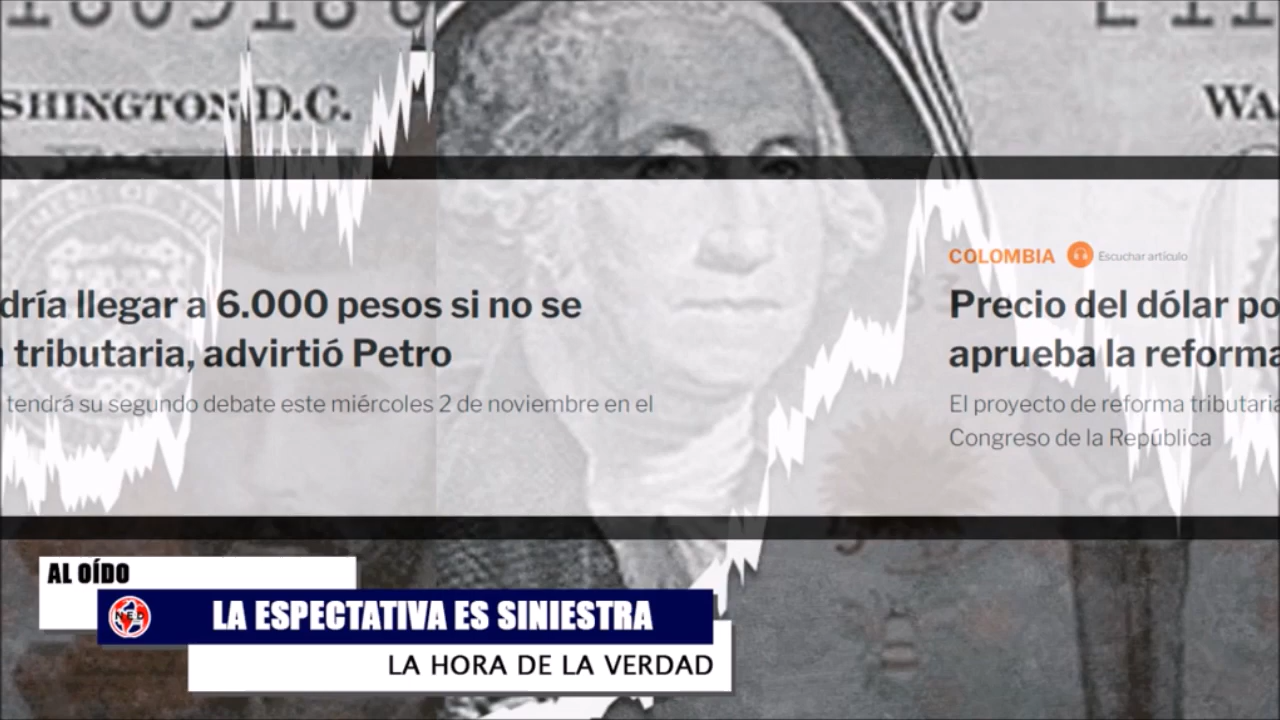 SHINGTON, D.C.
WA
COLOMBIA Escuchar artículo
dría llegar a 6.000 pesos si no se
tributaria, advirtió Petro
tendrá su segundo debate este miércoles 2 de noviembre en el
Precio del dólar po
aprueba la reforma
El proyecto de reforma tributaria
Congreso de la República
AL OÍDO
LA ESPECTATIVA ES SINIESTRA
LA HORA DE LA VERDAD